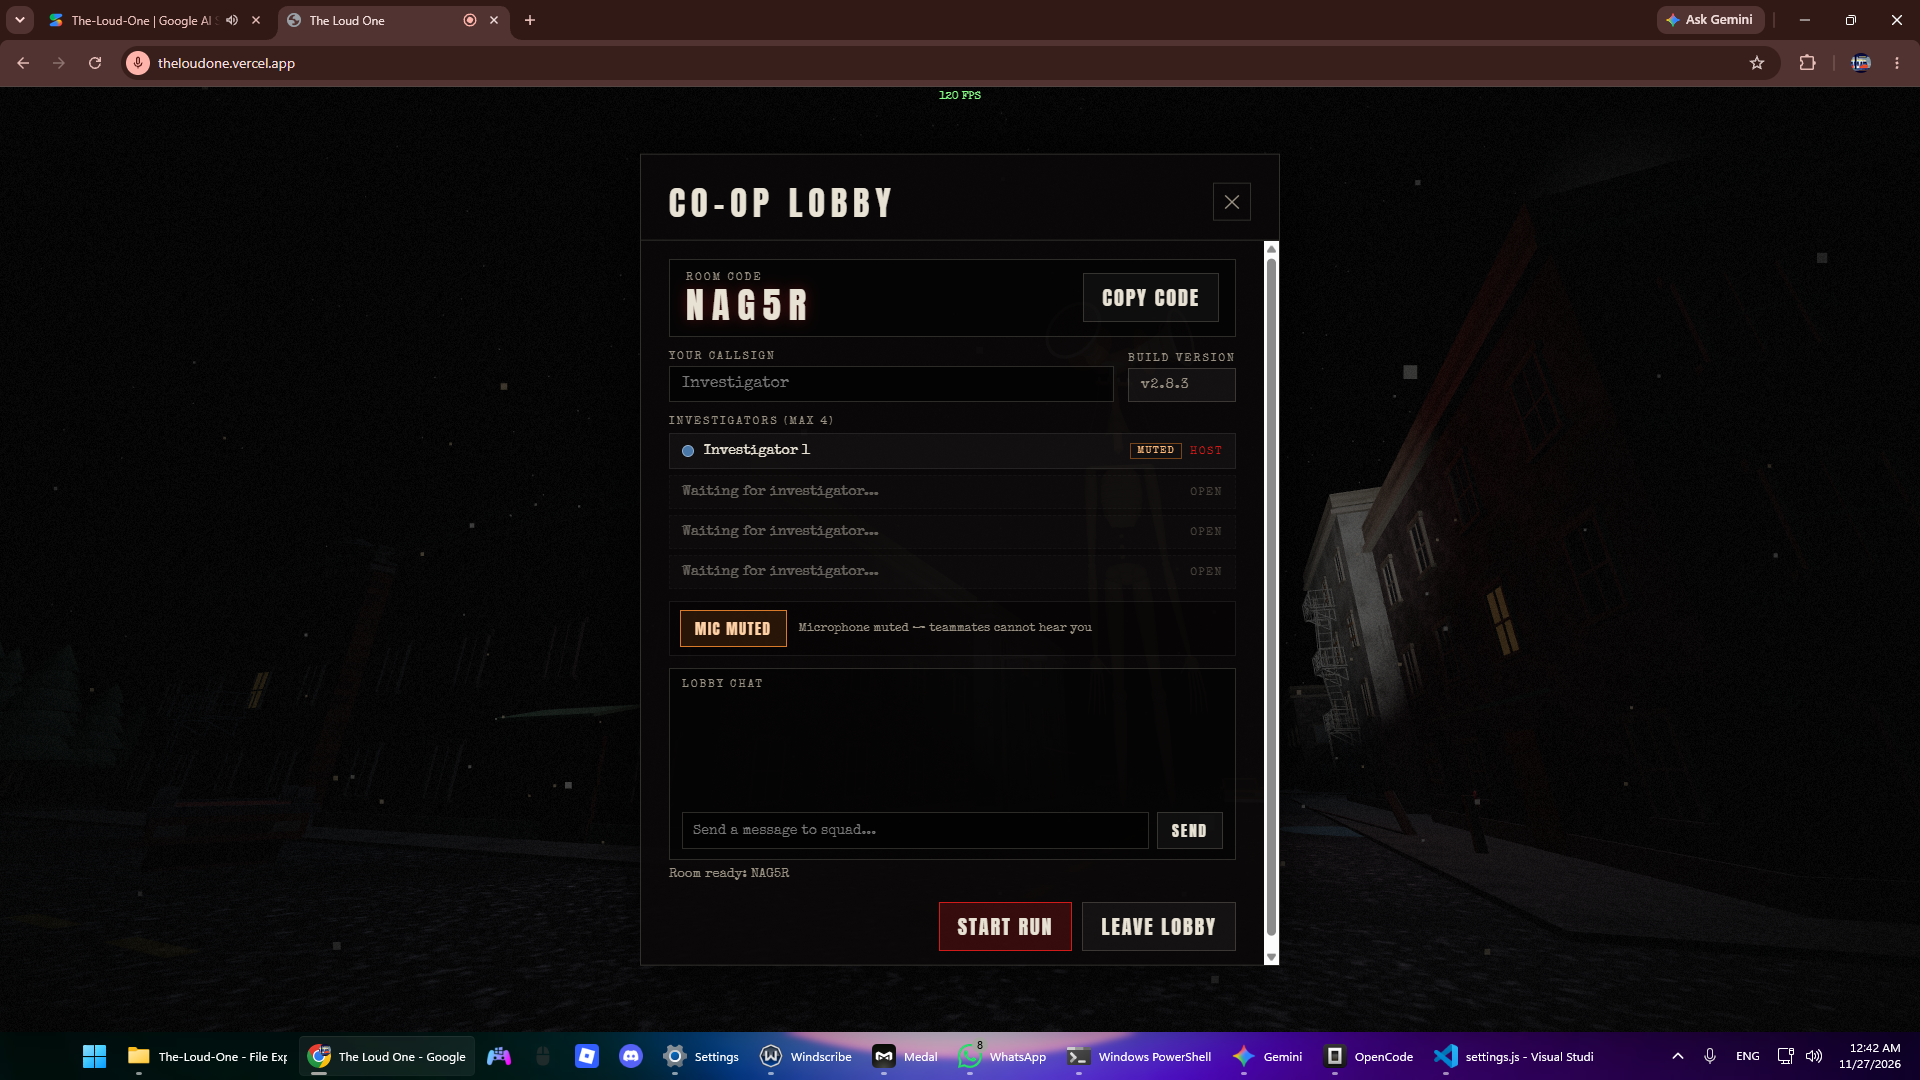 The-Loud-One | Google AI S
The Loud One
Ask Gemini
theloudone.vercel.app
120 FPS
CO-OP LOBBY
ROOM CODE
NAG5R
COPY CODE
YOUR CALLSIGN
BUILD VERSION
Investigator
v2.8.3
INVESTIGATORS (MAX 4)
Investigator 1
MUTED
HOST
Waiting for investigator...
OPEN
Waiting for investigator...
OPEN
Waiting for investigator...
OPEN
MIC MUTED
Microphone muted — teammates cannot hear you
LOBBY CHAT
Send a message to squad...
SEND
Room ready: NAG5R
START RUN
LEAVE LOBBY
The-Loud-One - File Exp
The Loud One - Google
Settings
Windscribe
Medal
8
WhatsApp
Windows PowerShell
Gemini
OpenCode
settings.js - Visual Studi
ENG
12:42 AM
11/27/2026